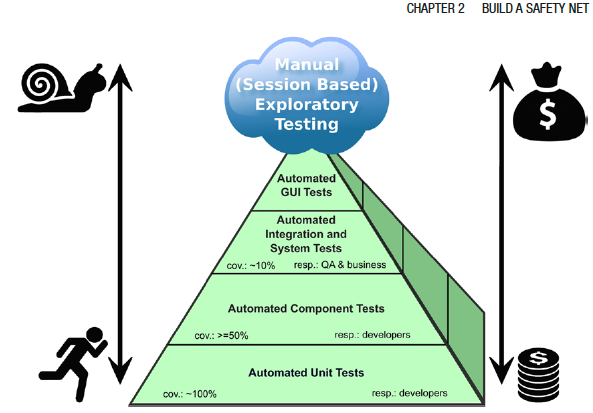 CHAPTER 2 BUILD A SAFETY NET
Manual
(Session Based)
Exploratory
Testing
$
Automated
GUI Tests
Automated
Integration and
System Tests
cov.: ~10% resp.: QA & business
Automated Component Tests
cov.: >=50% resp.: developers
$
Automated Unit Tests
cov.: ~100% resp.: developers